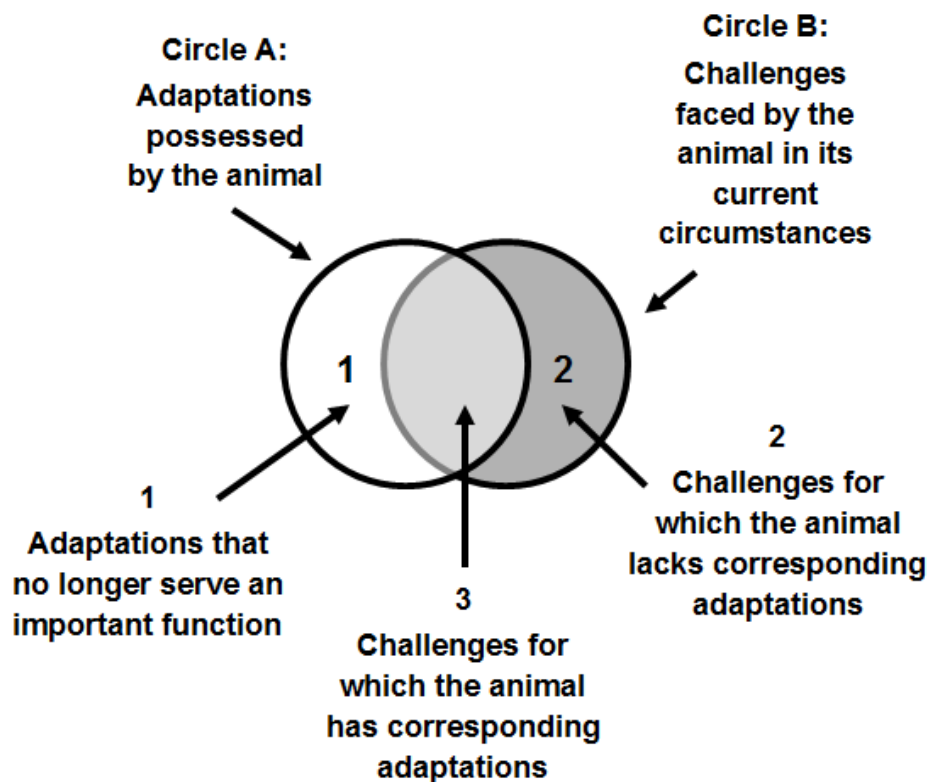 Circle A:
Adaptations
possessed
by the animal
Circle B:
Challenges
faced by the
animal in its
current
circumstances
1
2
1
Adaptations that
no longer serve an
important function
3
Challenges for
which the animal
has corresponding
adaptations
2
Challenges for
which the animal
lacks corresponding
adaptations